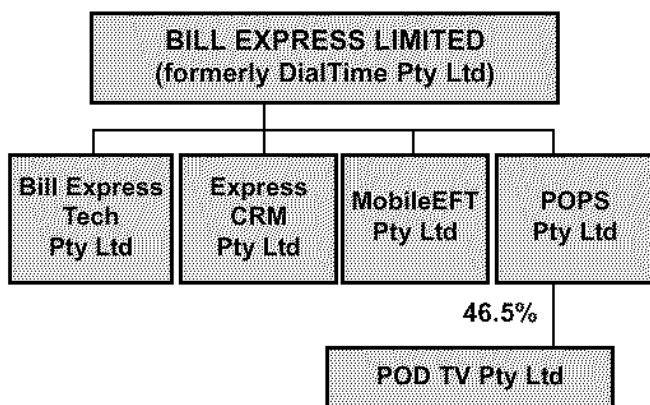 BILL EXPRESS LIMITED
(formerly DialTime Pty Ltd)
Bill Express
Tech
Pty Ltd
Express
CRM
Pty Ltd
MobileEFT
Pty Ltd
POPS
Pty Ltd
46.5%
POD TV Pty Ltd